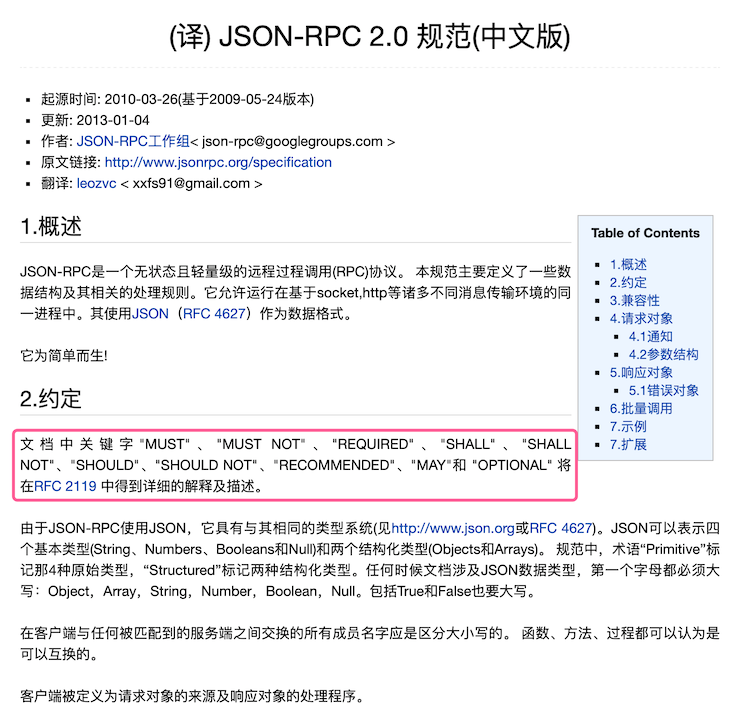 (译) JSON-RPC 2.0 规范(中文版)
起源时间: 2010-03-26(基于2009-05-24版本)
更新: 2013-01-04
作者: JSON-RPC工作组< json-rpc@googlegroups.com >
原文链接: http://www.jsonrpc.org/specification
翻译: leozvc < xxfs91@gmail.com >
1.概述
JSON-RPC是一个无状态且轻量级的远程过程调用(RPC)协议。 本规范主要定义了一些数
据结构及其相关的处理规则。它允许运行在基于socket,http等诸多不同消息传输环境的同
一进程中。其使用JSON（RFC 4627）作为数据格式。
它为简单而生!
Table of Contents
1.概述
2.约定
3.兼容性
4.请求对象
4.1通知
4.2参数结构
5.响应对象
5.1错误对象
6.批量调用
7.示例
7.扩展
2.约定
文档中关键字"MUST"、"MUST NOT"、"REQUIRED"、"SHALL"、"SHALL
NOT"、"SHOULD"、"SHOULD NOT"、"RECOMMENDED"、"MAY"和 "OPTIONAL" 将
在RFC 2119 中得到详细的解释及描述。
由于JSON-RPC使用JSON，它具有与其相同的类型系统(见http://www.json.org或RFC 4627)。JSON可以表示四
个基本类型(String、Numbers、Booleans和Null)和两个结构化类型(Objects和Arrays)。 规范中，术语“Primitive”标
记那4种原始类型，“Structured”标记两种结构化类型。任何时候文档涉及JSON数据类型，第一个字母都必须大
写：Object，Array，String，Number，Boolean，Null。包括True和False也要大写。
在客户端与任何被匹配到的服务端之间交换的所有成员名字应是区分大小写的。 函数、方法、过程都可以认为是
可以互换的。
客户端被定义为请求对象的来源及响应对象的处理程序。